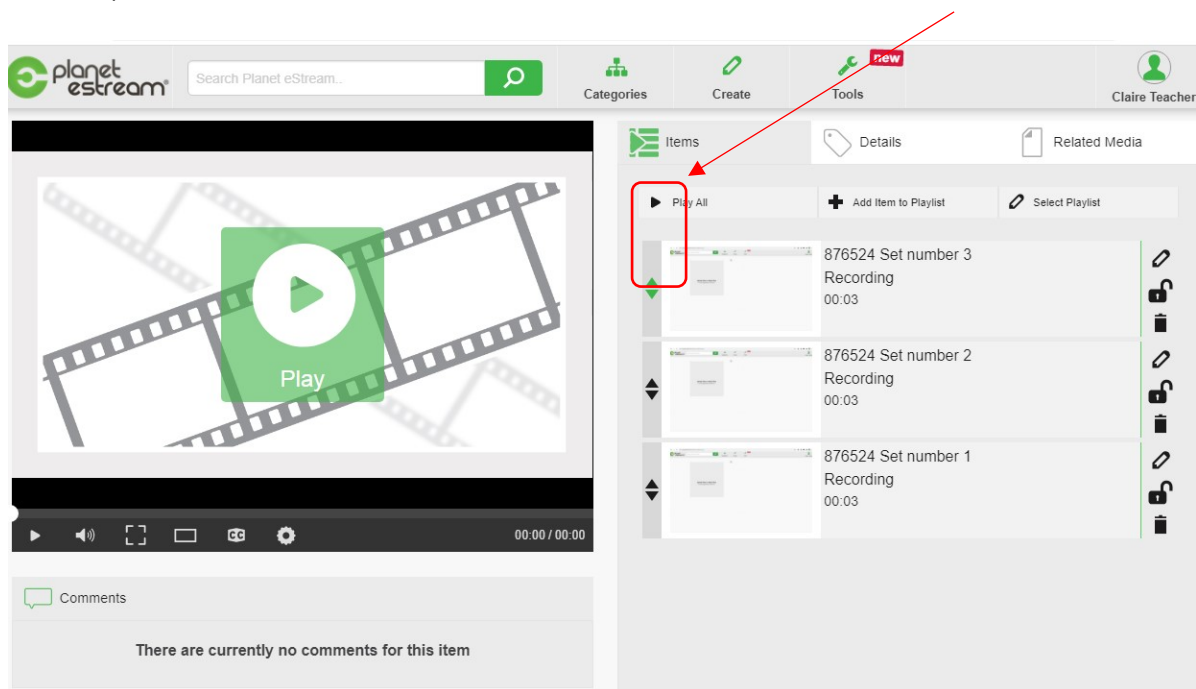 planet
estream
Search Planet eStream..
Categories
Create
new
Tools
Claire Teacher
Items
Details
Related Media
Play All
Add Item to Playlist
Select Playlist
Play
876524 Set number 3
Recording
00:03
876524 Set number 2
Recording
00:03
876524 Set number 1
Recording
00:03
CC
00:00 / 00:00
Comments
There are currently no comments for this item